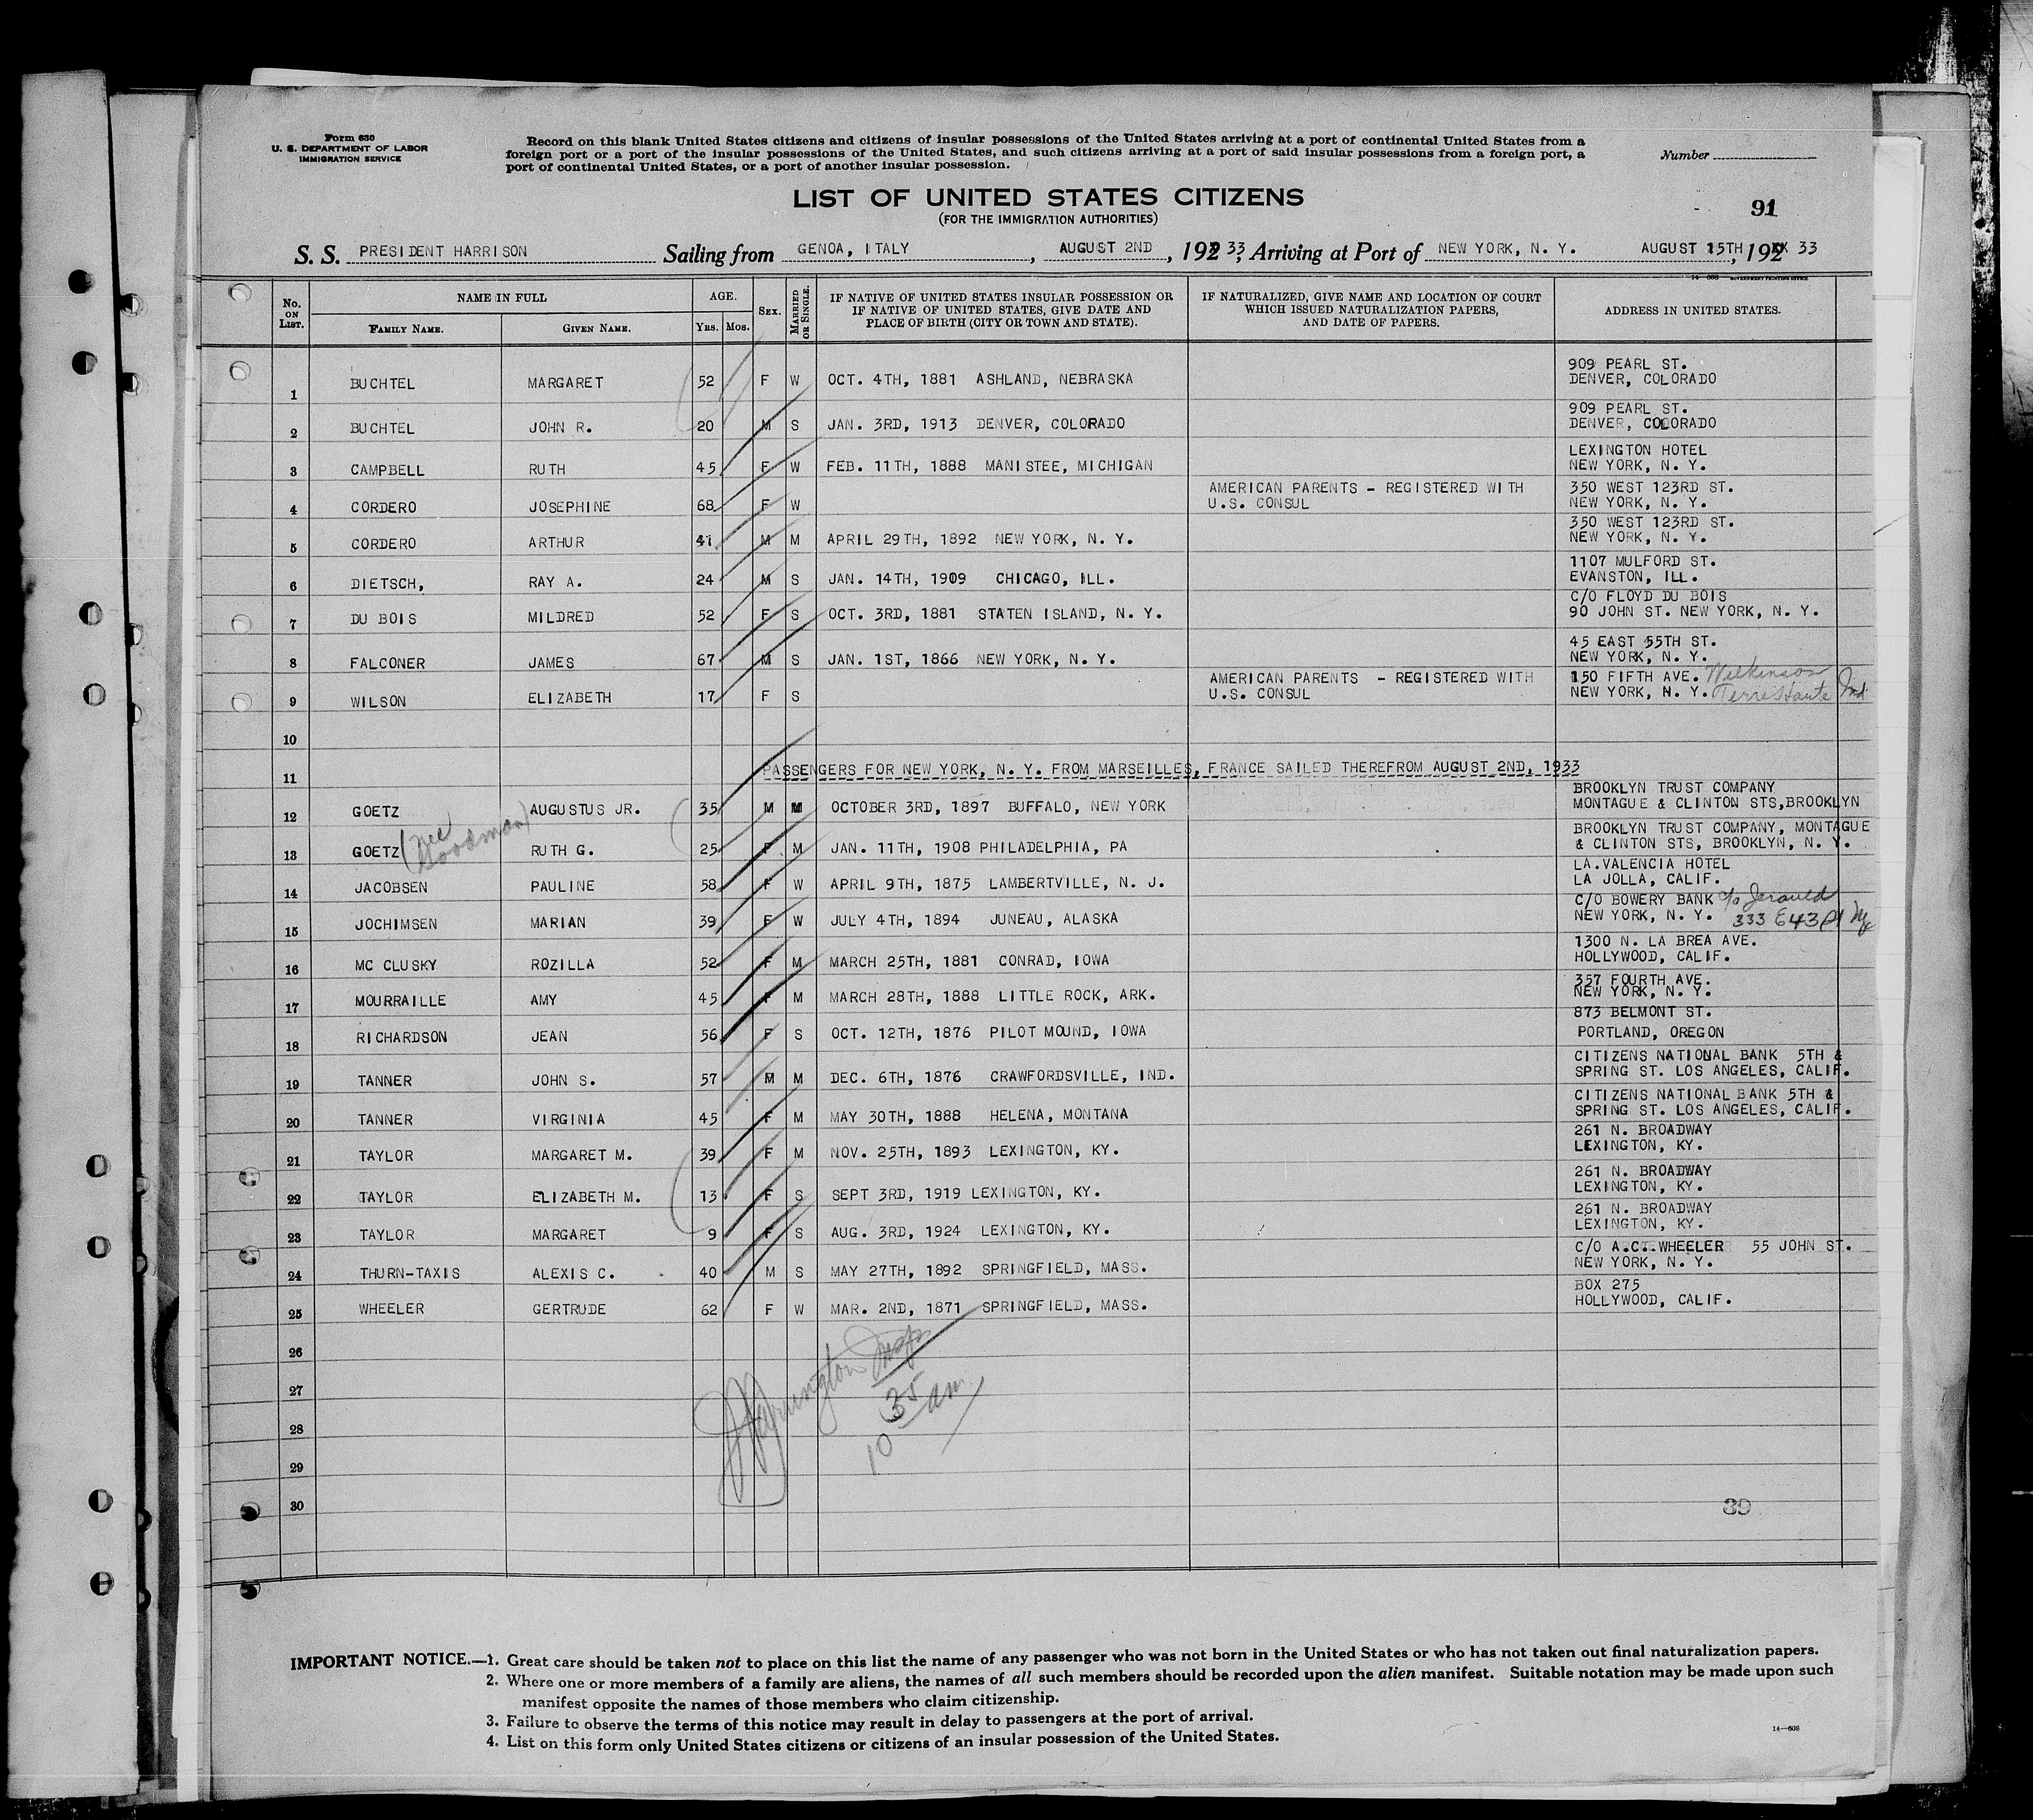 Form 630
U. S. DEPARTMENT OF LABOR
IMMIGRATION SERVICE
Record on this blank United States citizens and citizens of insular possessions of the United States arriving at a port of continental United States from a
foreign port or a port of the insular possessions of the United States, and such citizens arriving at a port of said insular possessions from a foreign port, a
port of continental United States, or a port of another insular possession.
Number
LIST OF UNITED STATES CITIZENS
(FOR THE IMMIGRATION AUTHORITIES)
91
S. S. PRESIDENT HARRISON Sailing from GENOA, ITALY, AUGUST 2ND, 192 33, Arriving at Port of NEW YORK, N. Y. AUGUST 15TH, 192 33
No. ON LIST. NAME IN FULL FAMILY NAME. GIVEN NAME. AGE. YRS. MOS. SEX. MARRIED OR SINGLE.
IF NATIVE OF UNITED STATES INSULAR POSSESSION OR
IF NATIVE OF UNITED STATES, GIVE DATE AND
PLACE OF BIRTH (CITY OR TOWN AND STATE).
IF NATURALIZED, GIVE NAME AND LOCATION OF COURT
WHICH ISSUED NATURALIZATION PAPERS,
AND DATE OF PAPERS.
ADDRESS IN UNITED STATES.
1 BUCHTEL MARGARET 52 F W OCT. 4TH, 1881 ASHLAND, NEBRASKA 909 PEARL ST.
DENVER, COLORADO
2 BUCHTEL JOHN R. 20 M S JAN. 3RD, 1913 DENVER, COLORADO 909 PEARL ST.
DENVER, COLORADO
3 CAMPBELL RUTH 45 F W FEB. 11TH, 1888 MANISTEE, MICHIGAN LEXINGTON HOTEL
NEW YORK, N. Y.
4 CORDERO JOSEPHINE 68 F W AMERICAN PARENTS - REGISTERED WITH
U.S. CONSUL 350 WEST 123RD ST.
NEW YORK, N. Y.
5 CORDERO ARTHUR 41 M M APRIL 29TH, 1892 NEW YORK, N. Y. 350 WEST 123RD ST.
NEW YORK, N. Y.
6 DIETSCH, RAY A. 24 M S JAN. 14TH, 1909 CHICAGO, ILL. 1107 MULFORD ST.
EVANSTON, ILL.
7 DU BOIS MILDRED 52 F S OCT. 3RD, 1881 STATEN ISLAND, N. Y. C/O FLOYD DU BOIS
90 JOHN ST. NEW YORK, N. Y.
8 FALCONER JAMES 67 M S JAN. 1ST, 1866 NEW YORK, N. Y. 45 EAST 55TH ST.
NEW YORK, N. Y.
9 WILSON ELIZABETH 17 F S AMERICAN PARENTS - REGISTERED WITH
U.S. CONSUL 150 FIFTH AVE. Wilkinson
NEW YORK, N. Y. Terre Haute Ind
10
11 PASSENGERS FOR NEW YORK, N. Y. FROM MARSEILLES, FRANCE SAILED THEREFROM AUGUST 2ND, 1933
12 GOETZ AUGUSTUS JR. 35 M M OCTOBER 3RD, 1897 BUFFALO, NEW YORK BROOKLYN TRUST COMPANY
MONTAGUE & CLINTON STS,BROOKLYN
13 GOETZ (nee Goodman) RUTH G. 25 F M JAN. 11TH, 1908 PHILADELPHIA, PA BROOKLYN TRUST COMPANY, MONTAGUE
& CLINTON STS, BROOKLYN, N. Y.
14 JACOBSEN PAULINE 58 F W APRIL 9TH, 1875 LAMBERTVILLE, N. J. LA.VALENCIA HOTEL
LA JOLLA, CALIF.
15 JOCHIMSEN MARIAN 39 F W JULY 4TH, 1894 JUNEAU, ALASKA C/O BOWERY BANK c/o Jerauld
NEW YORK, N. Y. 333 E 43 St Ny
16 MC CLUSKY ROZILLA 52 F M MARCH 25TH, 1881 CONRAD, IOWA 1300 N. LA BREA AVE.
HOLLYWOOD, CALIF.
17 MOURRAILLE AMY 45 F M MARCH 28TH, 1888 LITTLE ROCK, ARK. 357 FOURTH AVE.
NEW YORK, N. Y.
18 RICHARDSON JEAN 56 F S OCT. 12TH, 1876 PILOT MOUND, IOWA 873 BELMONT ST.
PORTLAND, OREGON
19 TANNER JOHN S. 57 M M DEC. 6TH, 1876 CRAWFORDSVILLE, IND. CITIZENS NATIONAL BANK 5TH &
SPRING ST. LOS ANGELES, CALIF.
20 TANNER VIRGINIA 45 F M MAY 30TH, 1888 HELENA, MONTANA CITIZENS NATIONAL BANK 5TH &
SPRING ST. LOS ANGELES, CALIF.
21 TAYLOR MARGARET M. 39 F M NOV. 25TH, 1893 LEXINGTON, KY. 261 N. BROADWAY
LEXINGTON, KY.
22 TAYLOR ELIZABETH M. 13 F S SEPT 3RD, 1919 LEXINGTON, KY. 261 N. BROADWAY
LEXINGTON, KY.
23 TAYLOR MARGARET 9 F S AUG. 3RD, 1924 LEXINGTON, KY. 261 N. BROADWAY
LEXINGTON, KY.
24 THURN-TAXIS ALEXIS C. 40 M S MAY 27TH, 1892 SPRINGFIELD, MASS. C/O A.C. WHEELER 55 JOHN ST.
NEW YORK, N. Y.
25 WHEELER GERTRUDE 62 F W MAR. 2ND, 1871 SPRINGFIELD, MASS. BOX 275
HOLLYWOOD, CALIF.
26
27
28
29
30
Insp
10 35 am
39
IMPORTANT NOTICE.—1. Great care should be taken not to place on this list the name of any passenger who was not born in the United States or who has not taken out final naturalization papers.
2. Where one or more members of a family are aliens, the names of all such members should be recorded upon the alien manifest. Suitable notation may be made upon such
manifest opposite the names of those members who claim citizenship.
3. Failure to observe the terms of this notice may result in delay to passengers at the port of arrival.
4. List on this form only United States citizens or citizens of an insular possession of the United States.
14—608